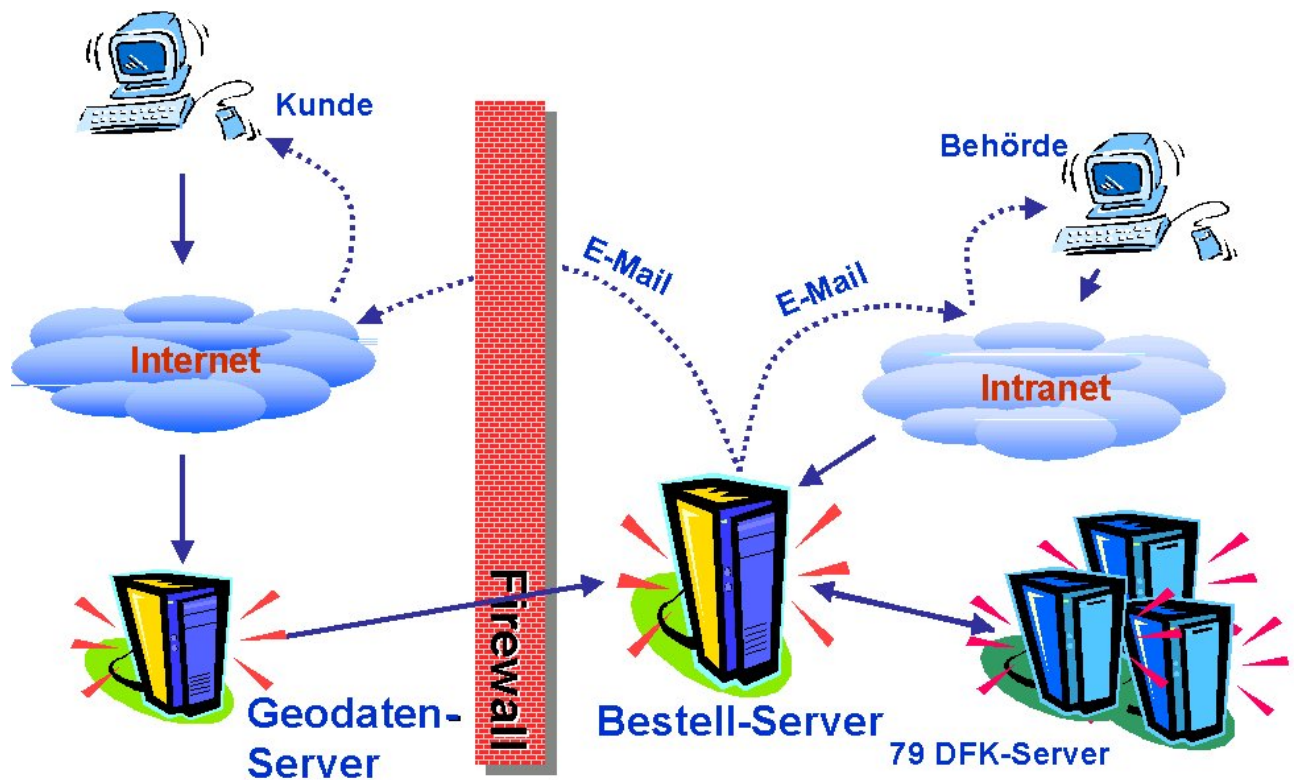 Kunde
Behörde
E-Mail
E-Mail
Internet
Intranet
Firewall
Geodaten-
Server
Bestell-Server
79 DFK-Server